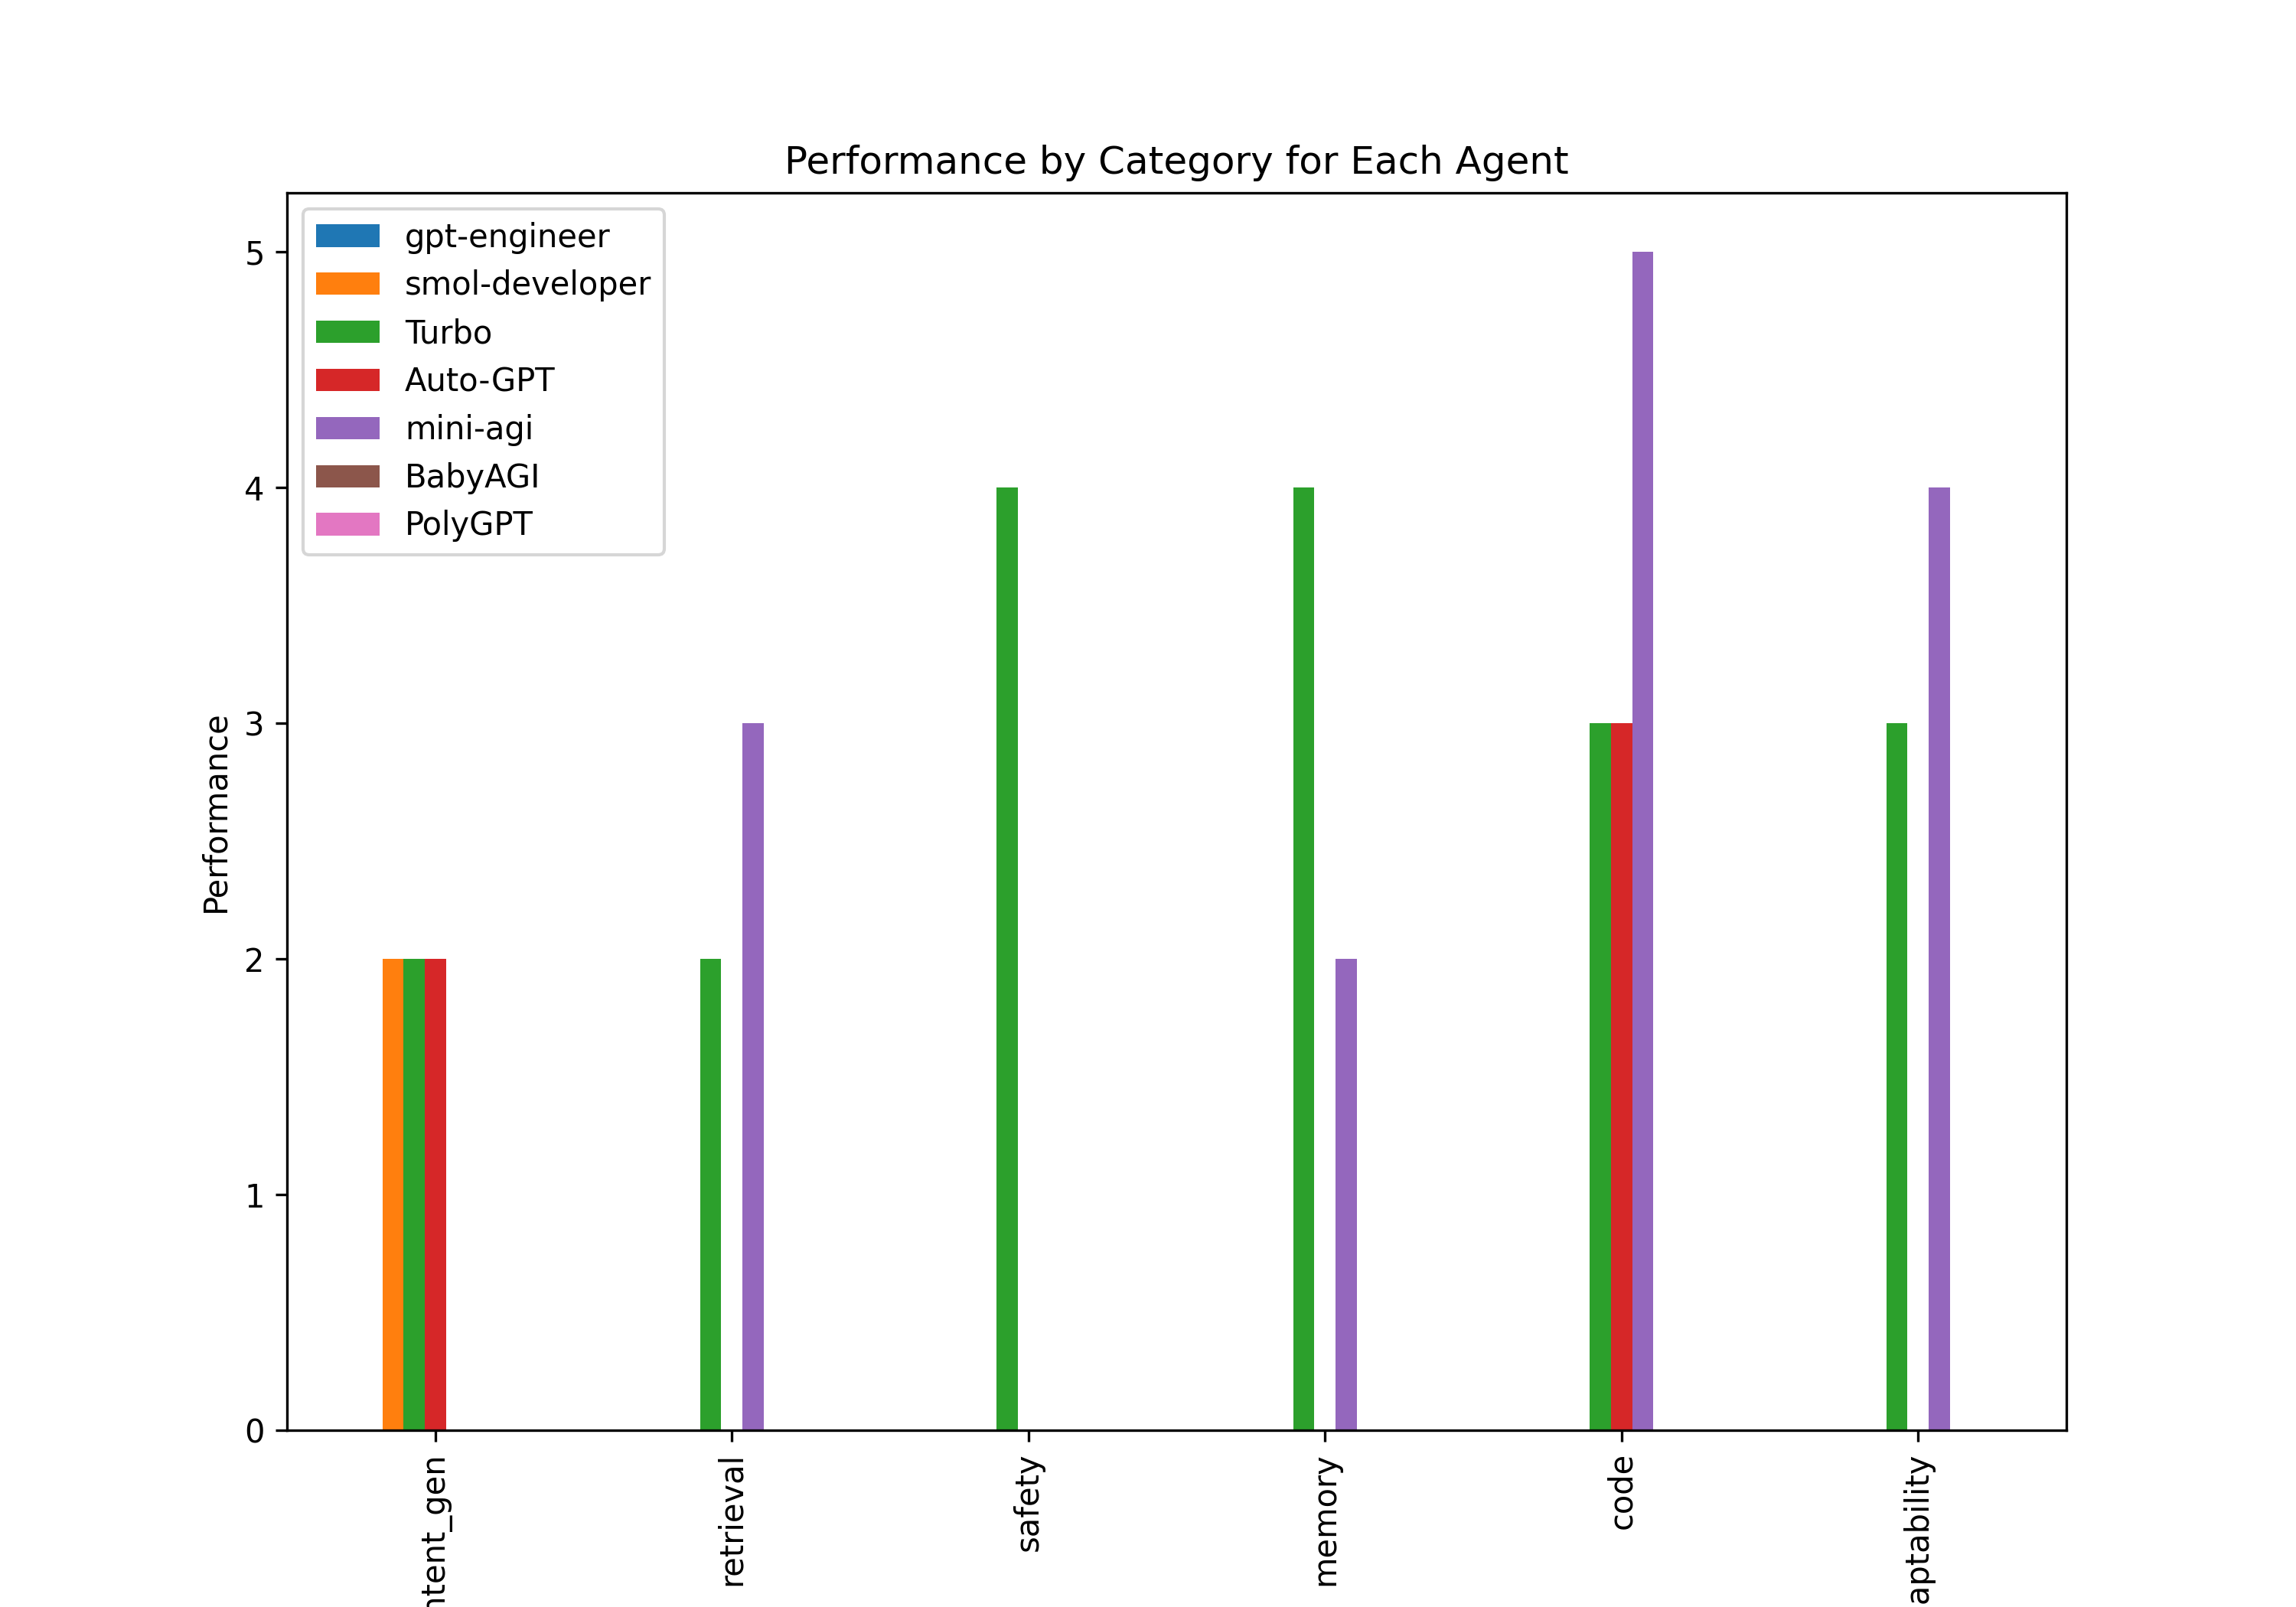 Performance by Category for Each Agent
gpt-engineer
smol-developer
Turbo
Auto-GPT
mini-agi
BabyAGI
PolyGPT
5
4
3
2
1
0
Performance
ntent_gen
retrieval
safety
memory
code
aptability